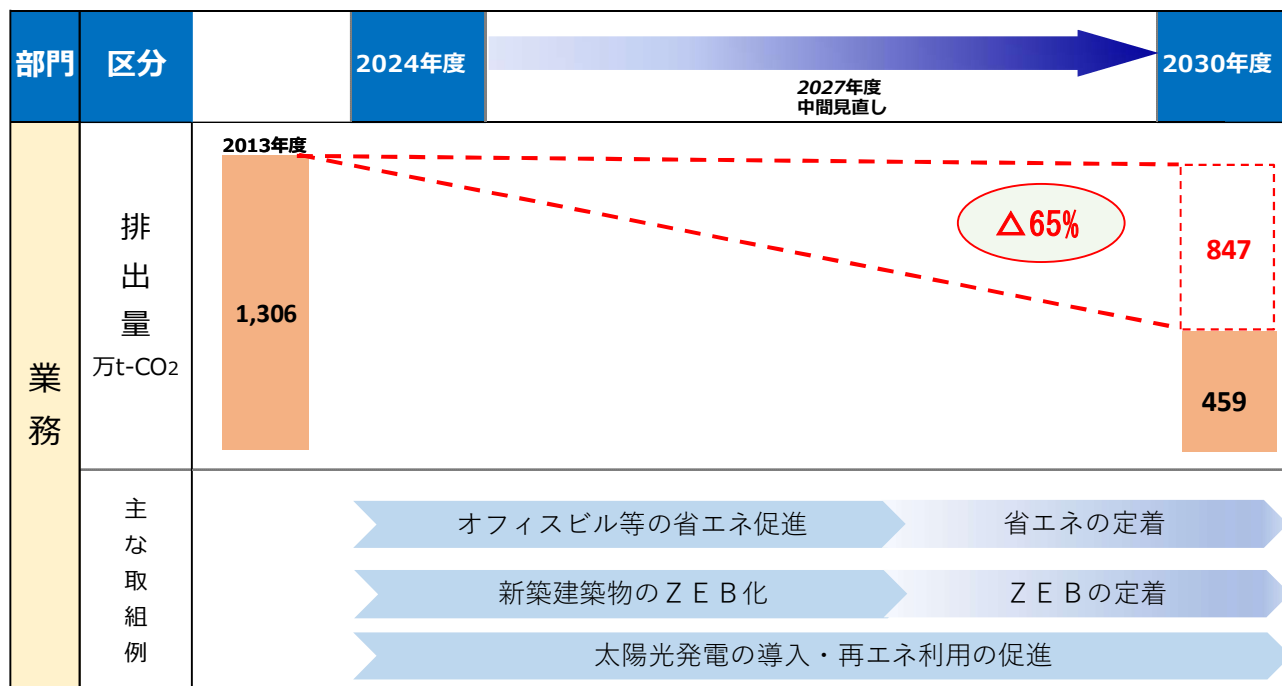 部門
区分
2024年度
2030年度
2027年度
中間見直し
業務
排出量
万t-CO2
2013年度
1,306
△65%
847
459
主な取組例
オフィスビル等の省エネ促進
省エネの定着
新築建築物のＺＥＢ化
ＺＥＢの定着
太陽光発電の導入・再エネ利用の促進